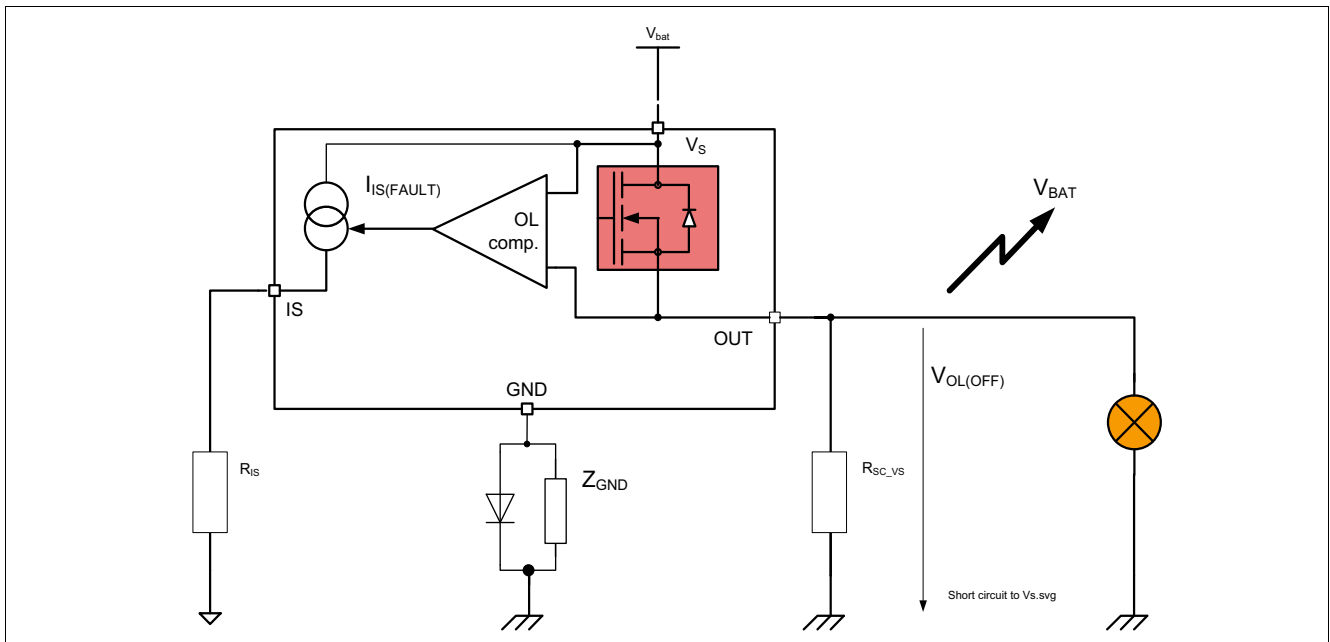 Vbat
VS
IIS(FAULT)
OL
comp.
VBAT
IS
OUT
VOL(OFF)
GND
RIS
ZGND
RSC_VS
Short circuit to Vs.svg